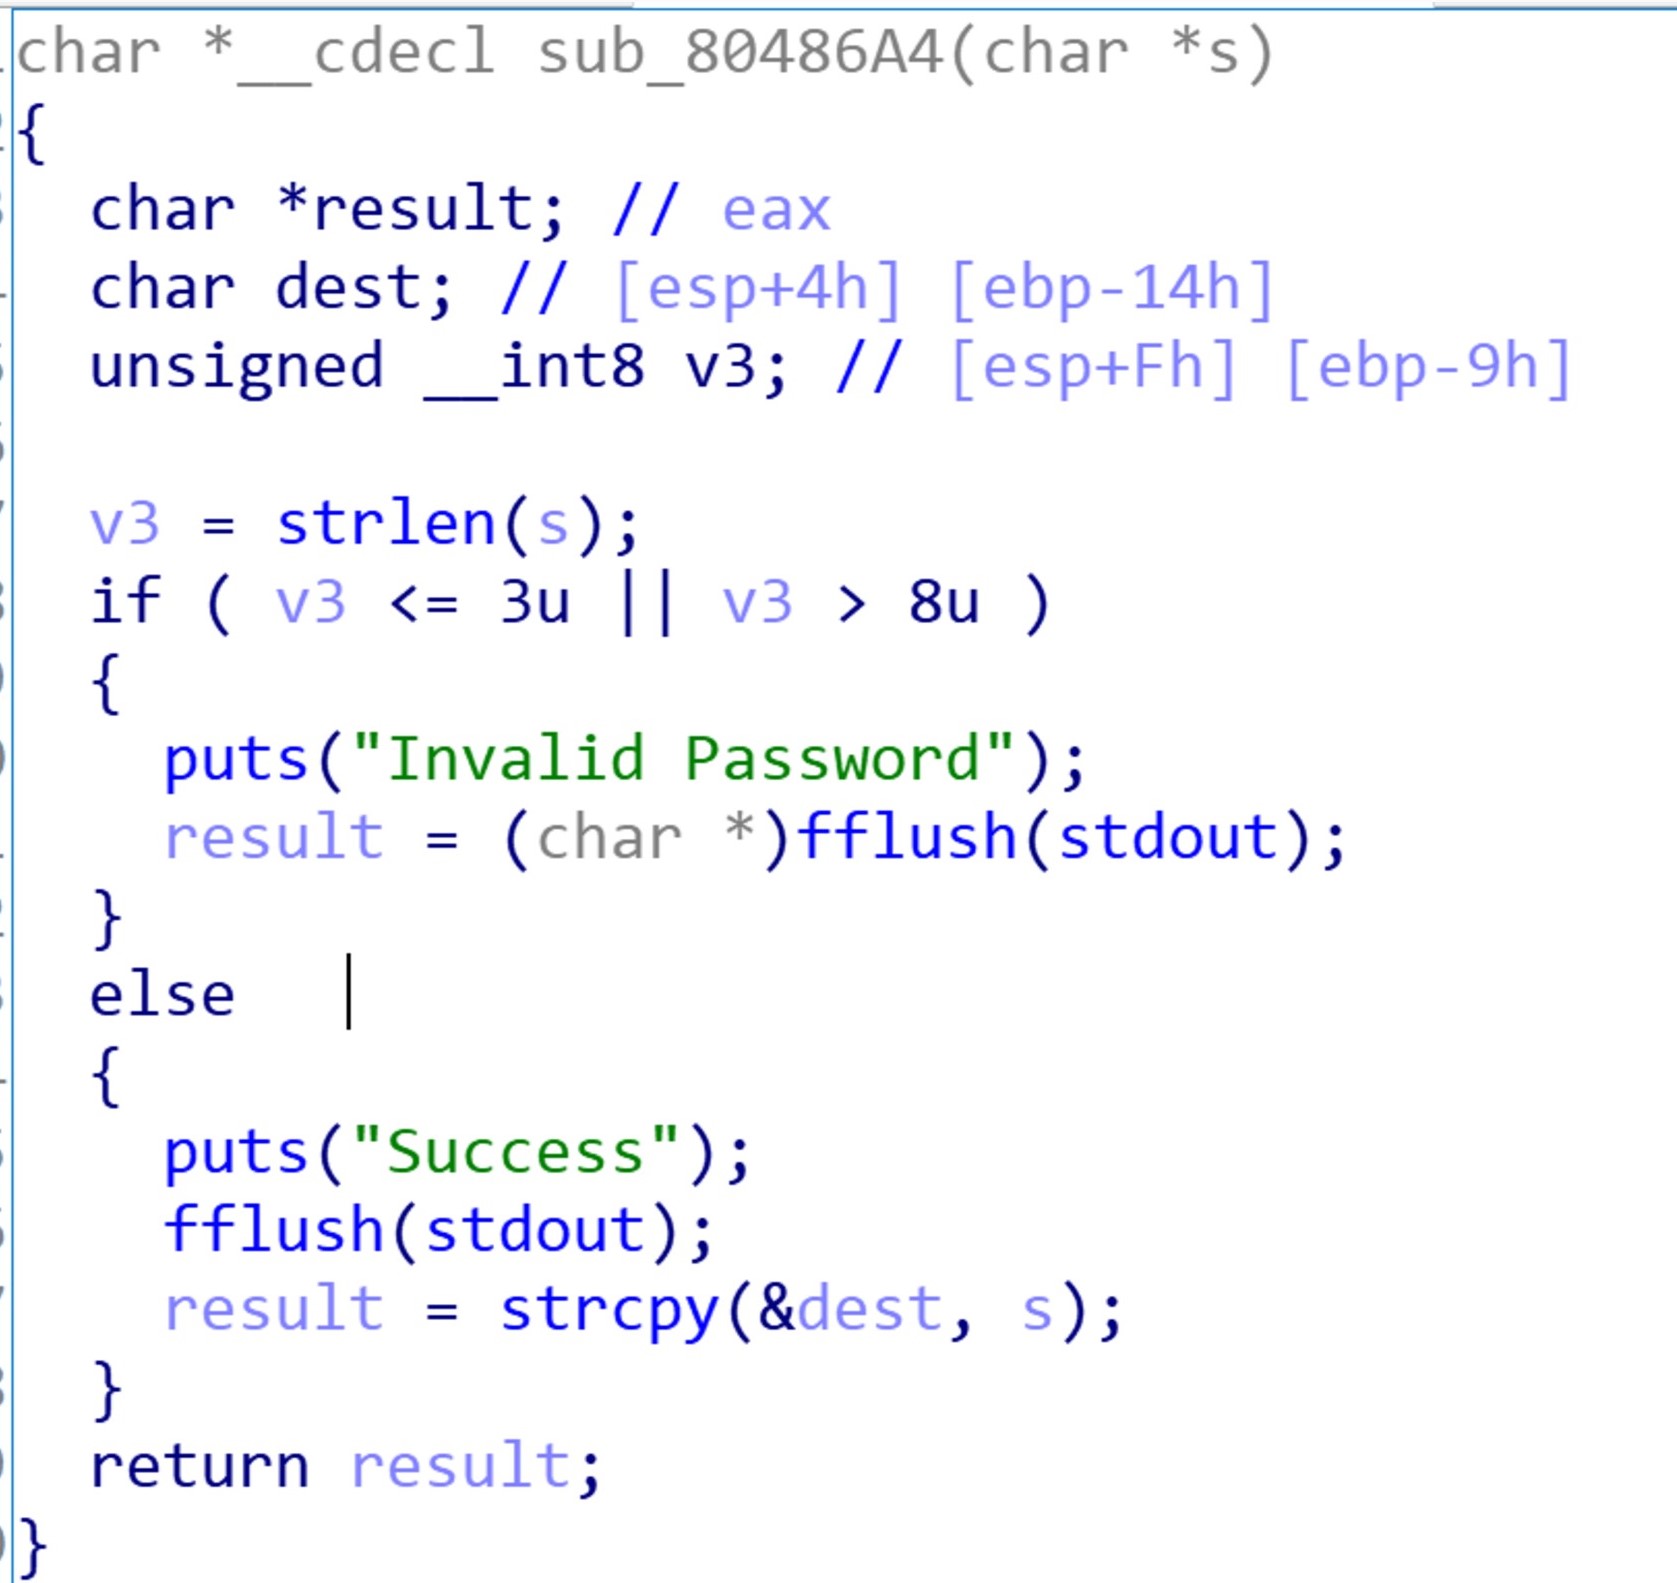 char *__cdecl sub_80486A4(char *s)
{
  char *result; // eax
  char dest; // [esp+4h] [ebp-14h]
  unsigned __int8 v3; // [esp+Fh] [ebp-9h]

  v3 = strlen(s);
  if ( v3 <= 3u || v3 > 8u )
  {
    puts("Invalid Password");
    result = (char *)fflush(stdout);
  }
  else
  {
    puts("Success");
    fflush(stdout);
    result = strcpy(&dest, s);
  }
  return result;
}